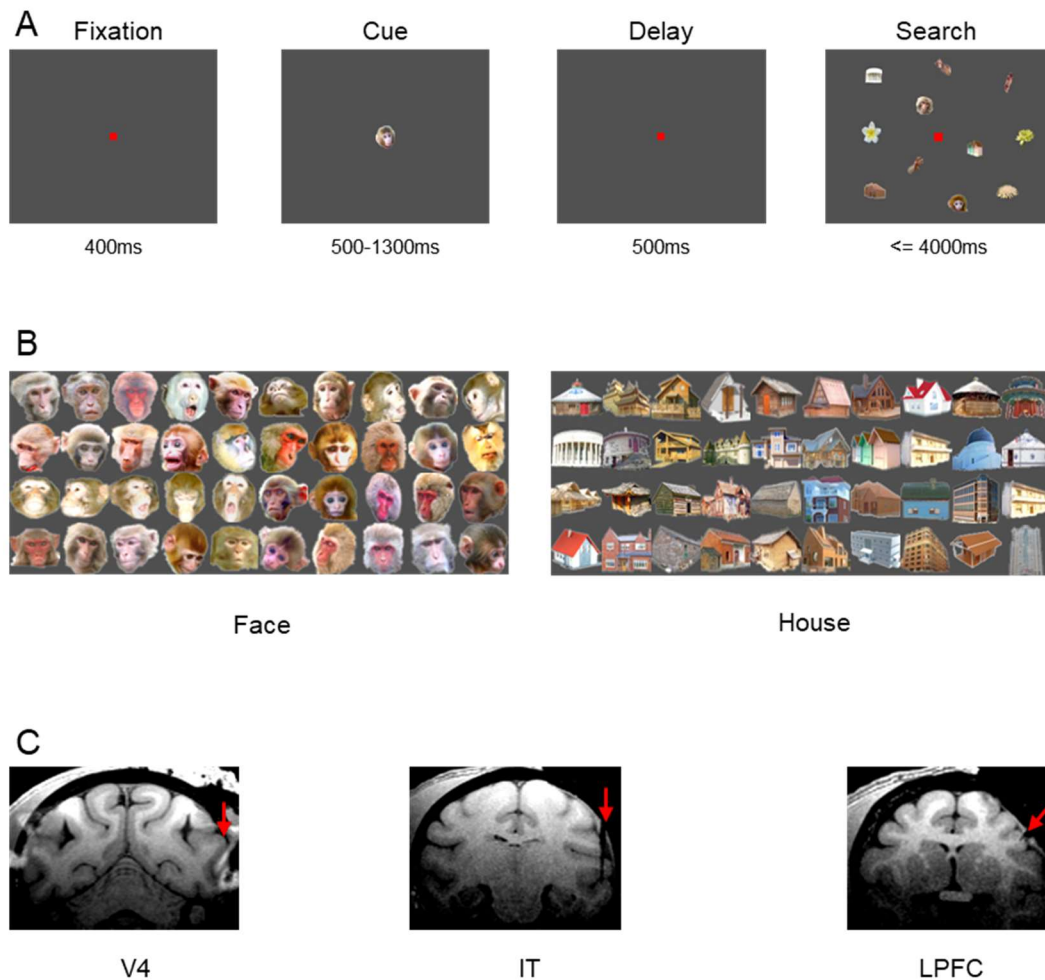 A
Fixation Cue Delay Search
400ms 500-1300ms 500ms <= 4000ms
B
Face House
C
V4 IT LPFC